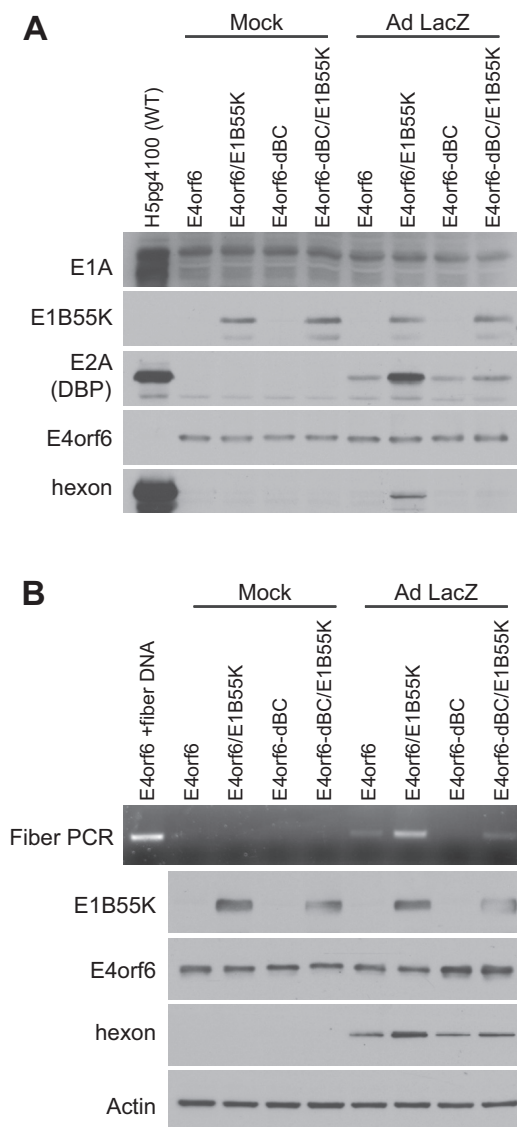 A
Mock
Ad LacZ
H5pg4100 (WT)
E4orf6
E4orf6/E1B55K
E4orf6-dBC
E4orf6-dBC/E1B55K
E4orf6
E4orf6/E1B55K
E4orf6-dBC
E4orf6-dBC/E1B55K
E1A
E1B55K
E2A
(DBP)
E4orf6
hexon
B
Mock
Ad LacZ
E4orf6 +fiber DNA
E4orf6
E4orf6/E1B55K
E4orf6-dBC
E4orf6-dBC/E1B55K
E4orf6
E4orf6/E1B55K
E4orf6-dBC
E4orf6-dBC/E1B55K
Fiber PCR
E1B55K
E4orf6
hexon
Actin